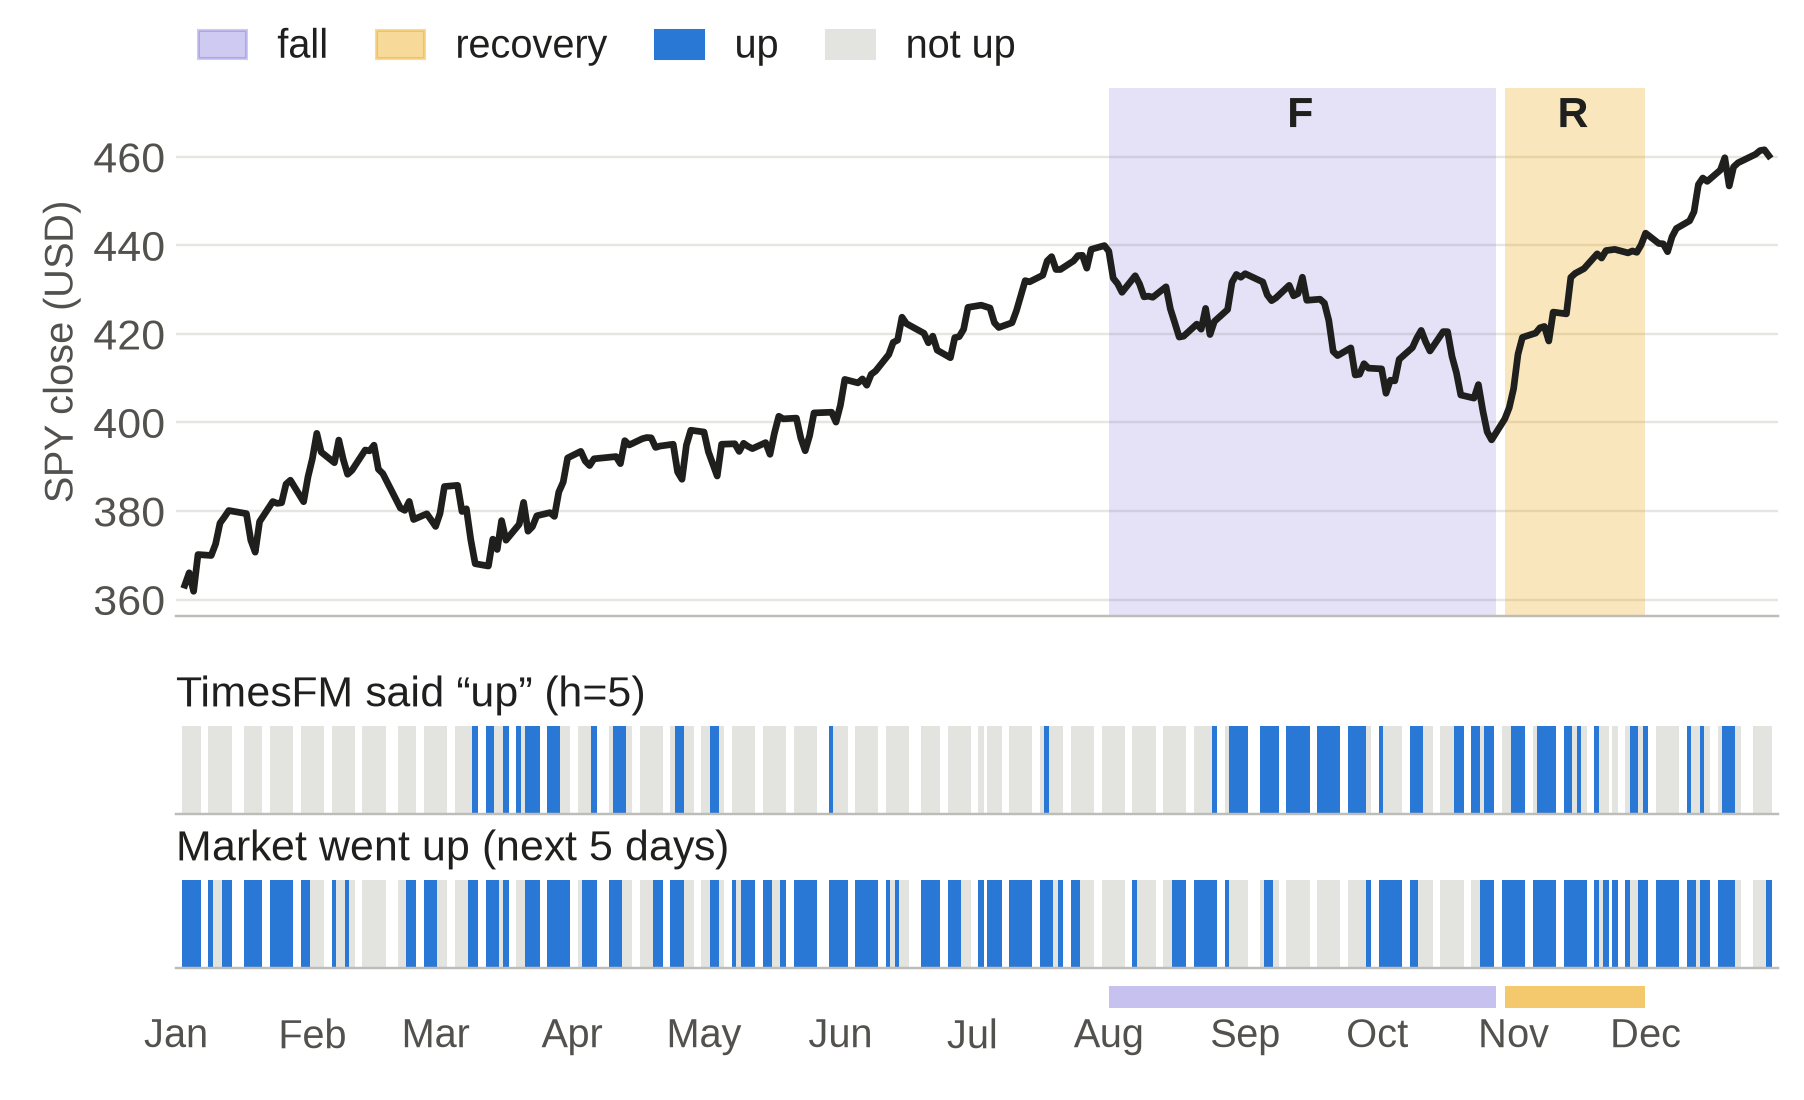 fall recovery up not up
F R
460
440
420
400
380
360
SPY close (USD)
TimesFM said “up” (h=5)
Market went up (next 5 days)
Jan Feb Mar Apr May Jun Jul Aug Sep Oct Nov Dec